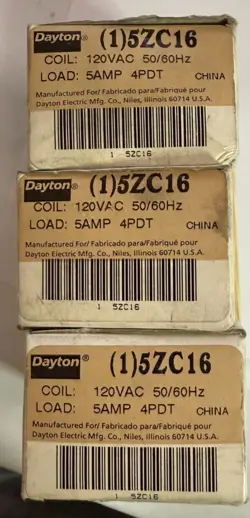 Dayton® (1)5ZC16
COIL: 120VAC 50/60Hz
LOAD: 5AMP 4PDT CHINA
Manufactured For/ Fabricado para/Fabriqué pour
Dayton Electric Mfg. Co., Niles, Illinois 60714 U.S.A.
1 5ZC16
Dayton® (1)5ZC16
COIL: 120VAC 50/60Hz
LOAD: 5AMP 4PDT CHINA
Manufactured For/ Fabricado para/Fabriqué pour
Dayton Electric Mfg. Co., Niles, Illinois 60714 U.S.A.
1 5ZC16
Dayton® (1)5ZC16
COIL: 120VAC 50/60Hz
LOAD: 5AMP 4PDT CHINA
Manufactured For/ Fabricado para/Fabriqué pour
Dayton Electric Mfg. Co., Niles, Illinois 60714 U.S.A.
1 5ZC16